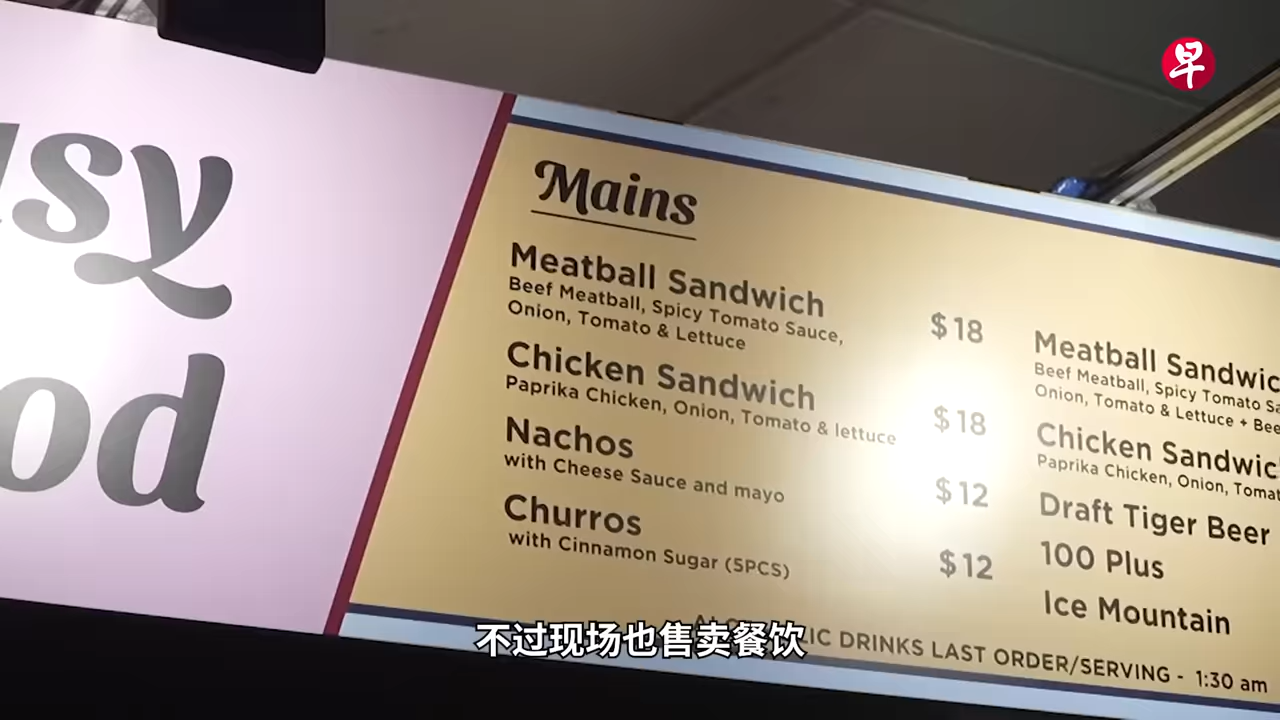 早
usy
od
Mains
Meatball Sandwich
Beef Meatball, Spicy Tomato Sauce,
Onion, Tomato & Lettuce
$18
Chicken Sandwich
Paprika Chicken, Onion, Tomato & lettuce
$18
Nachos
with Cheese Sauce and mayo
$12
Churros
with Cinnamon Sugar (5PCS)
$12
Meatball Sandwic
Beef Meatball, Spicy Tomato Sa
Onion, Tomato & Lettuce + Bee
Chicken Sandwic
Paprika Chicken, Onion, Tomat
Draft Tiger Beer
100 Plus
Ice Mountain
DRINKS LAST ORDER/SERVING - 1:30 am
不过现场也售卖餐饮